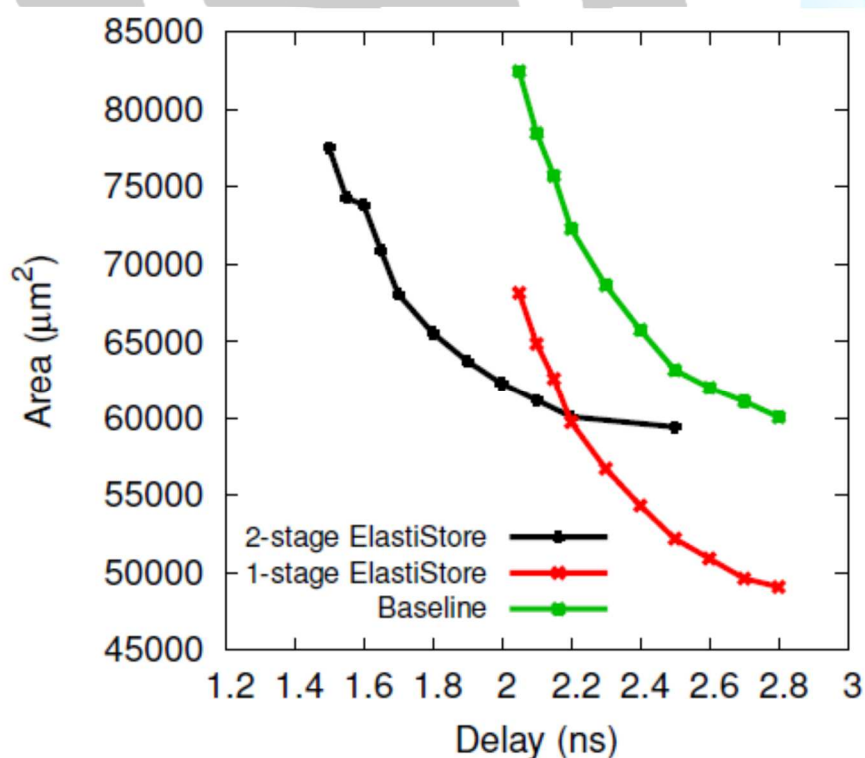 85000
80000
75000
70000
65000
60000
55000
50000
45000
Area (μm²)
2-stage ElastiStore
1-stage ElastiStore
Baseline
1.2 1.4 1.6 1.8 2 2.2 2.4 2.6 2.8 3
Delay (ns)